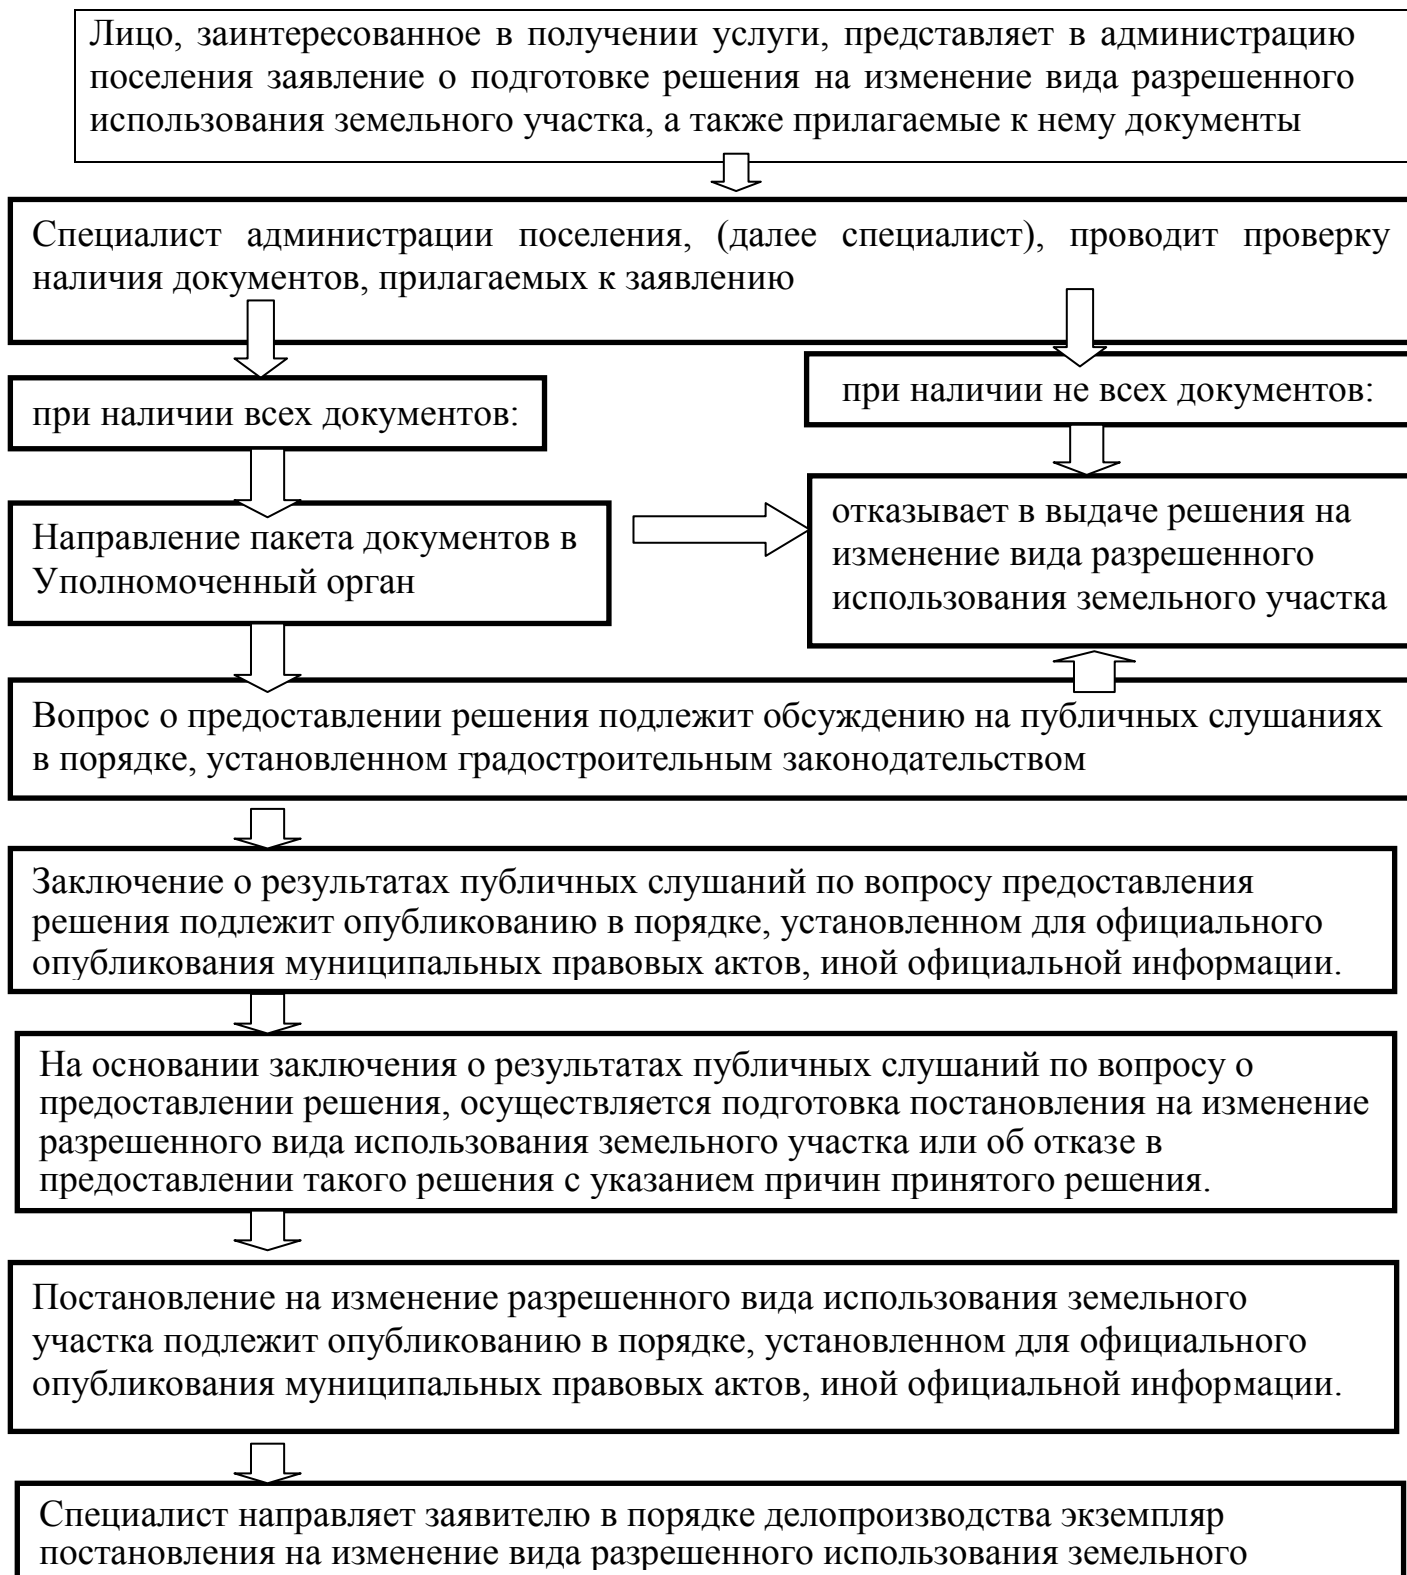 Лицо, заинтересованное в получении услуги, представляет в администрацию
поселения заявление о подготовке решения на изменение вида разрешенного
использования земельного участка, а также прилагаемые к нему документы
Специалист администрации поселения, (далее специалист), проводит проверку
наличия документов, прилагаемых к заявлению
при наличии всех документов:
при наличии не всех документов:
Направление пакета документов в
Уполномоченный орган
отказывает в выдаче решения на
изменение вида разрешенного
использования земельного участка
Вопрос о предоставлении решения подлежит обсуждению на публичных слушаниях
в порядке, установленном градостроительным законодательством
Заключение о результатах публичных слушаний по вопросу предоставления
решения подлежит опубликованию в порядке, установленном для официального
опубликования муниципальных правовых актов, иной официальной информации.
На основании заключения о результатах публичных слушаний по вопросу о
предоставлении решения, осуществляется подготовка постановления на изменение
разрешенного вида использования земельного участка или об отказе в
предоставлении такого решения с указанием причин принятого решения.
Постановление на изменение разрешенного вида использования земельного
участка подлежит опубликованию в порядке, установленном для официального
опубликования муниципальных правовых актов, иной официальной информации.
Специалист направляет заявителю в порядке делопроизводства экземпляр
постановления на изменение вида разрешенного использования земельного